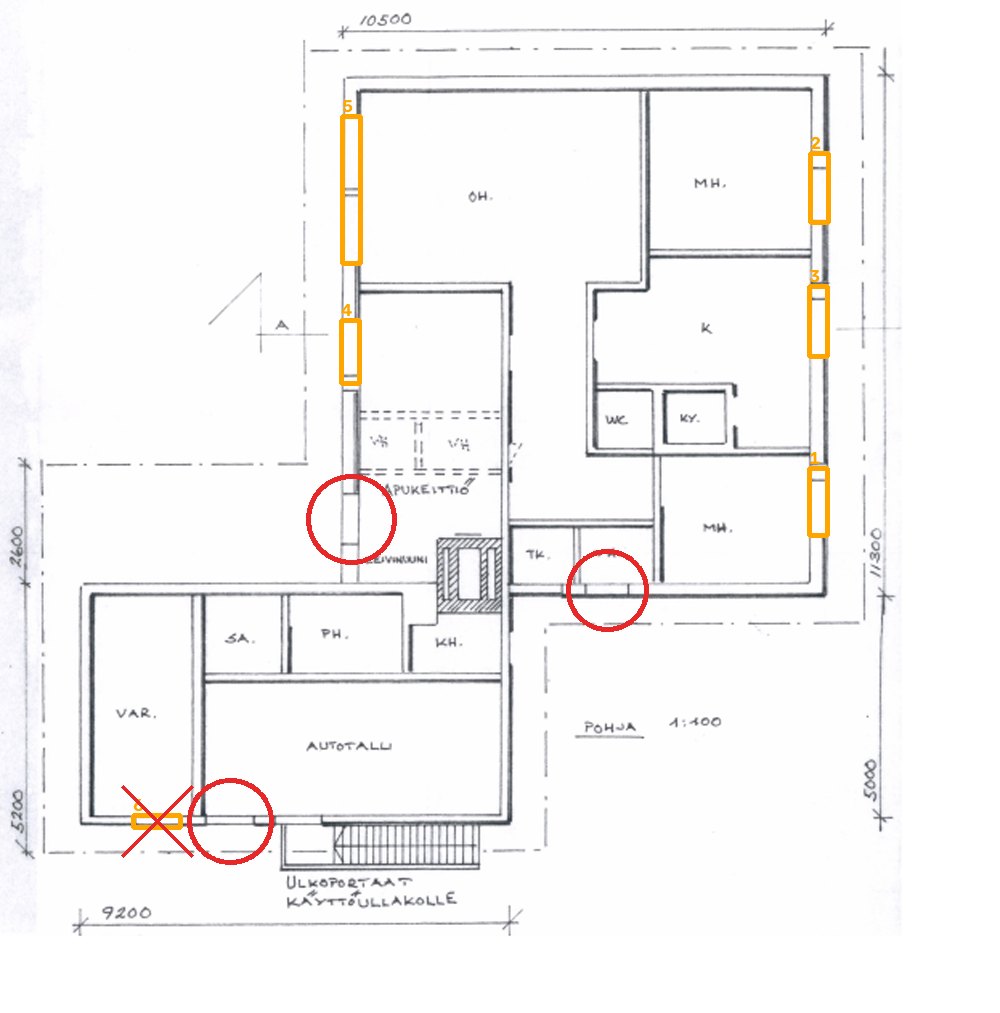 10500
5
2
OH.
MH.
4
3
A
K
WC
KY.
VH
VH
1
APUKEITTIÖ
MH.
2600
11300
TK.
SA.
PH.
KH.
VAR.
POHJA 1:100
AUTOTALLI
5200
5000
ULKOPORTAAT
KÄYTTÖULLAKOLLE
9200